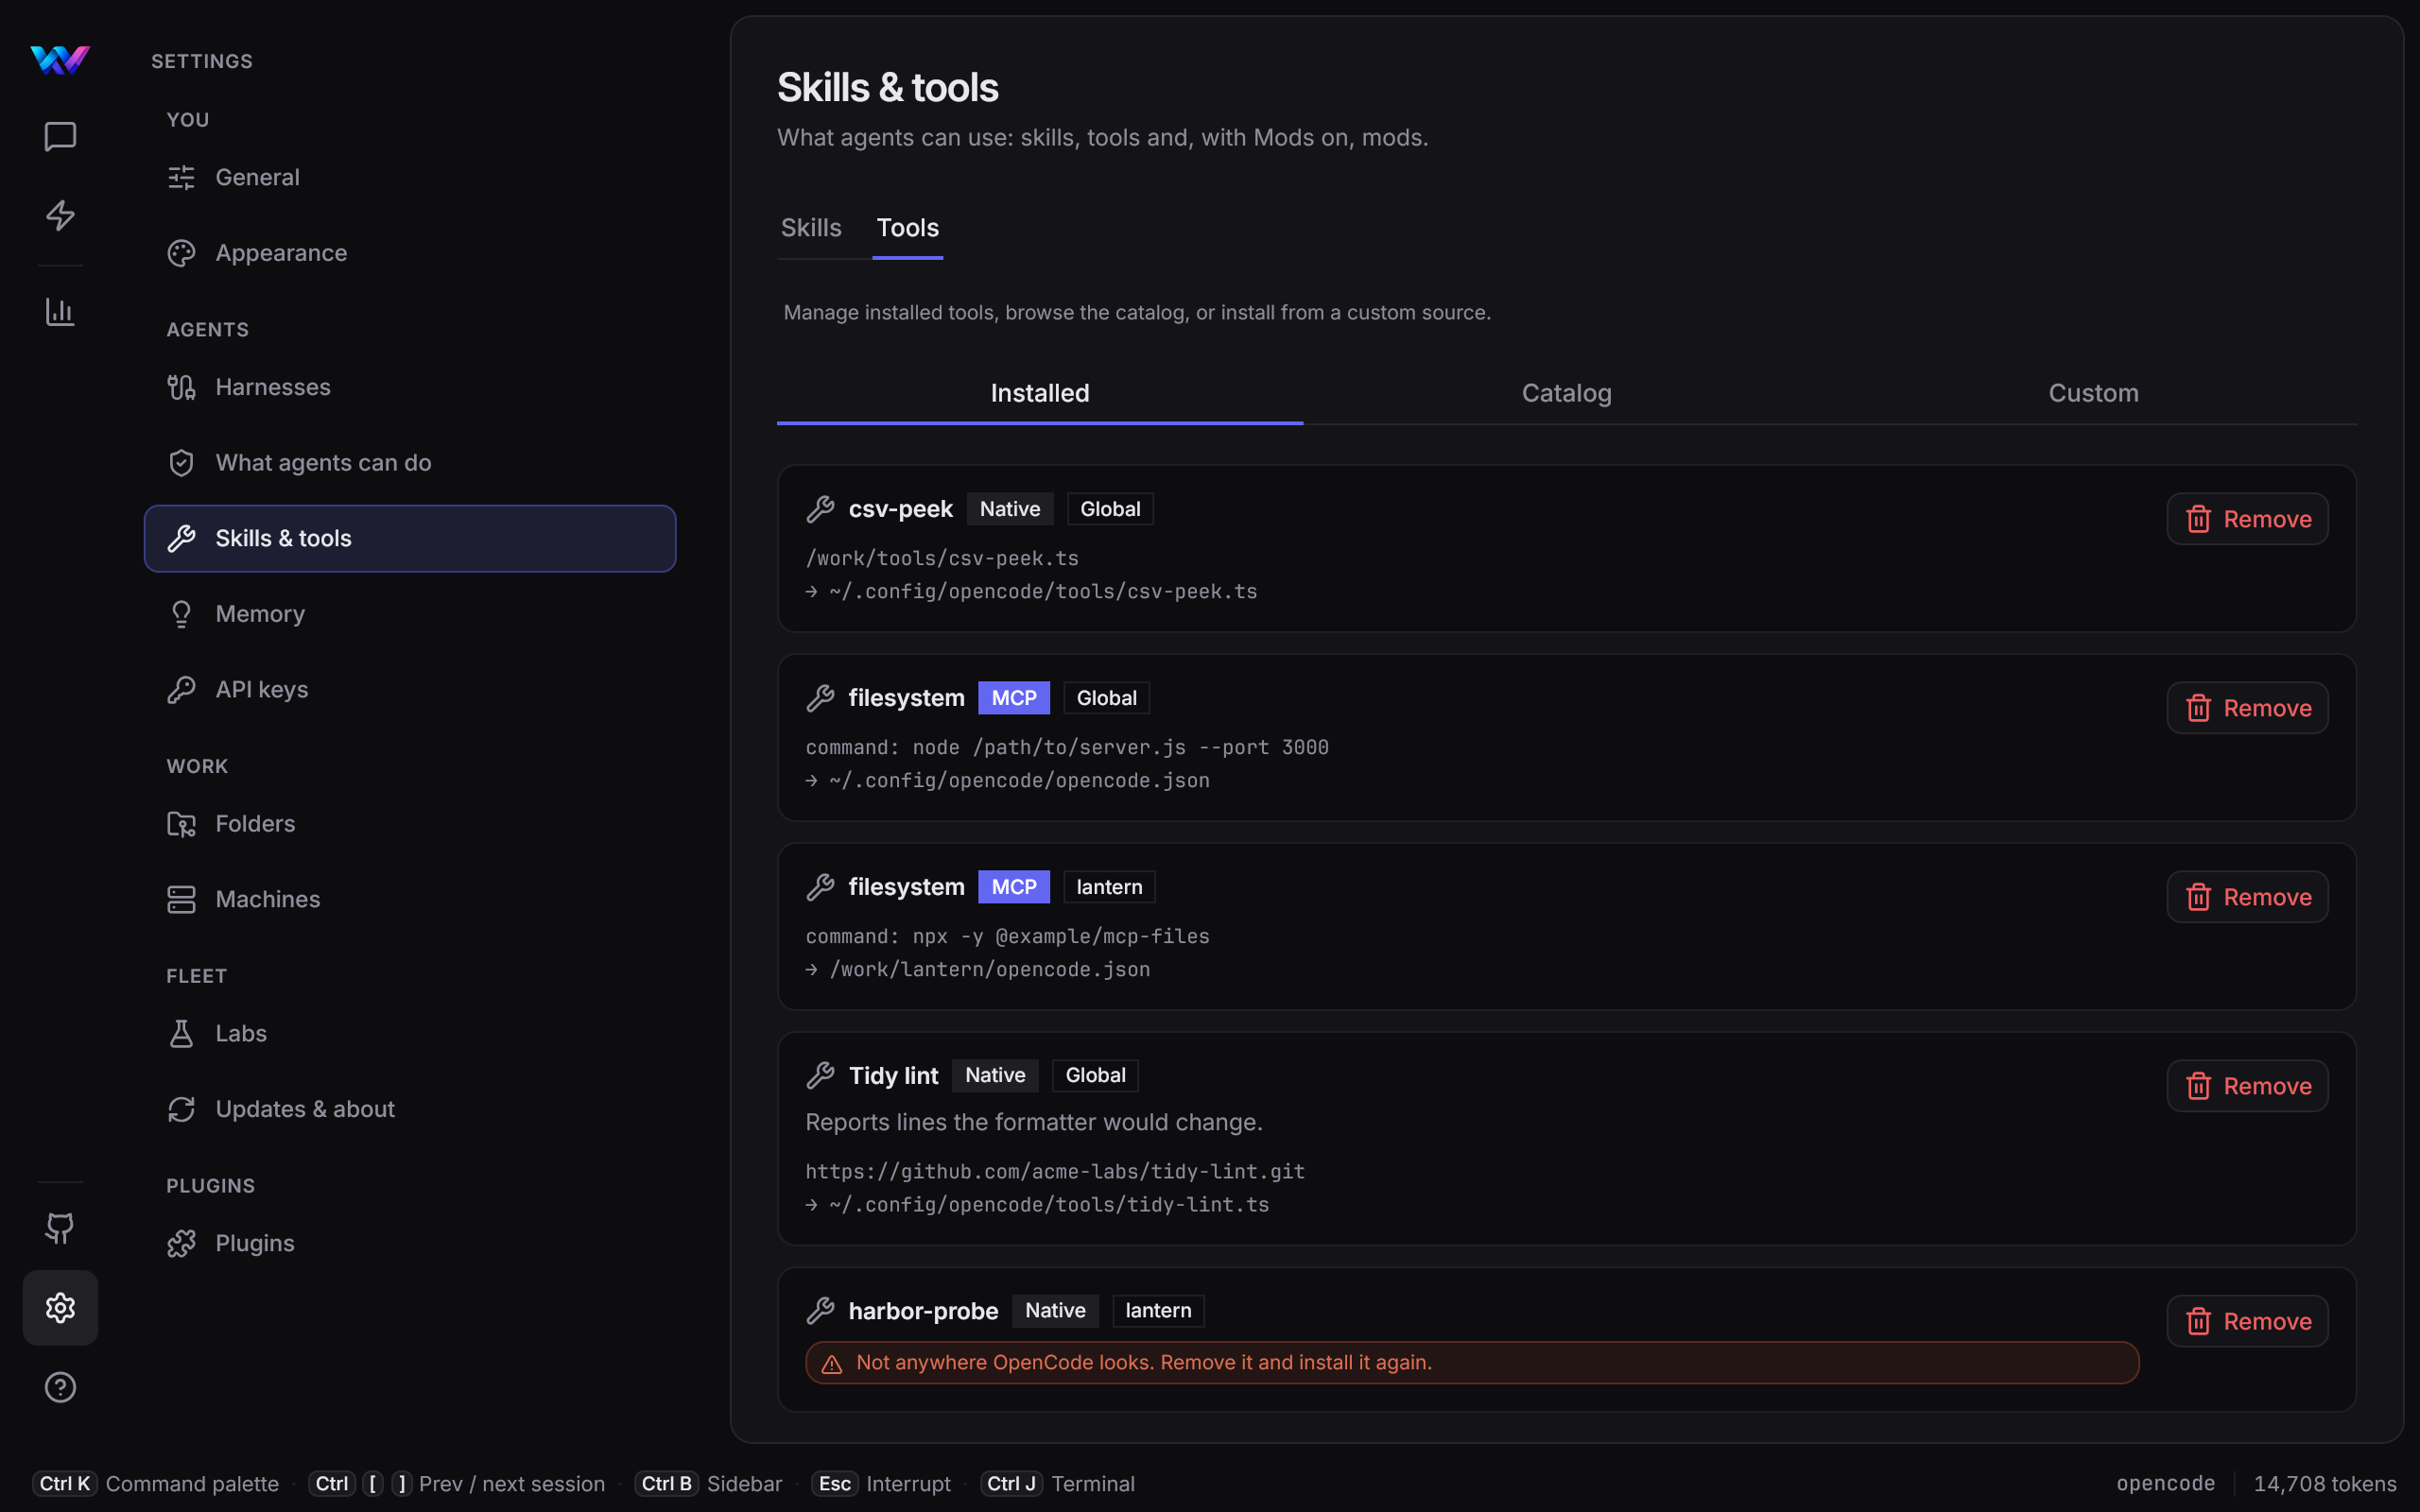 SETTINGS
YOU
General
Appearance
AGENTS
Harnesses
What agents can do
Skills & tools
Memory
API keys
WORK
Folders
Machines
FLEET
Labs
Updates & about
PLUGINS
Plugins
Skills & tools
What agents can use: skills, tools and, with Mods on, mods.
Skills Tools
Manage installed tools, browse the catalog, or install from a custom source.
Installed Catalog Custom
csv-peek Native Global Remove
/work/tools/csv-peek.ts
→ ~/.config/opencode/tools/csv-peek.ts
filesystem MCP Global Remove
command: node /path/to/server.js --port 3000
→ ~/.config/opencode/opencode.json
filesystem MCP lantern Remove
command: npx -y @example/mcp-files
→ /work/lantern/opencode.json
Tidy lint Native Global Remove
Reports lines the formatter would change.
https://github.com/acme-labs/tidy-lint.git
→ ~/.config/opencode/tools/tidy-lint.ts
harbor-probe Native lantern Remove
Not anywhere OpenCode looks. Remove it and install it again.
Ctrl K Command palette · Ctrl [ ] Prev / next session · Ctrl B Sidebar · Esc Interrupt · Ctrl J Terminal opencode 14,708 tokens